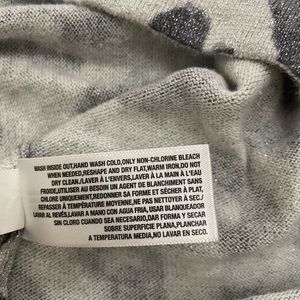 WASH INSIDE OUT,HAND WASH COLD,ONLY NON-CHLORINE BLEACH
WHEN NEEDED,RESHAPE AND DRY FLAT,WARM IRON,DO NOT
DRY CLEAN./LAVER À L'ENVERS,LAVER À LA MAIN À L'EAU
FROIDE,UTILISER AU BESOIN UN AGENT DE BLANCHIMENT SANS
CHLORE,REDONNER SA FORME ET SÉCHER À PLAT,
REPASSER À TEMPÉRATURE MOYENNE,NE PAS NETTOYER À SEC./
LAVAR AL REVÉS,LAVAR A MANO CON AGUA FRIA, USAR BLANQUEADOR
SIN CLORO CUANDO SEA NECESARIO,DAR FORMA Y SECAR
SOBRE SUPERFICIE PLANA,PLANCHAR
A TEMPERATURA MEDIA,NO LAVAR EN SECO.